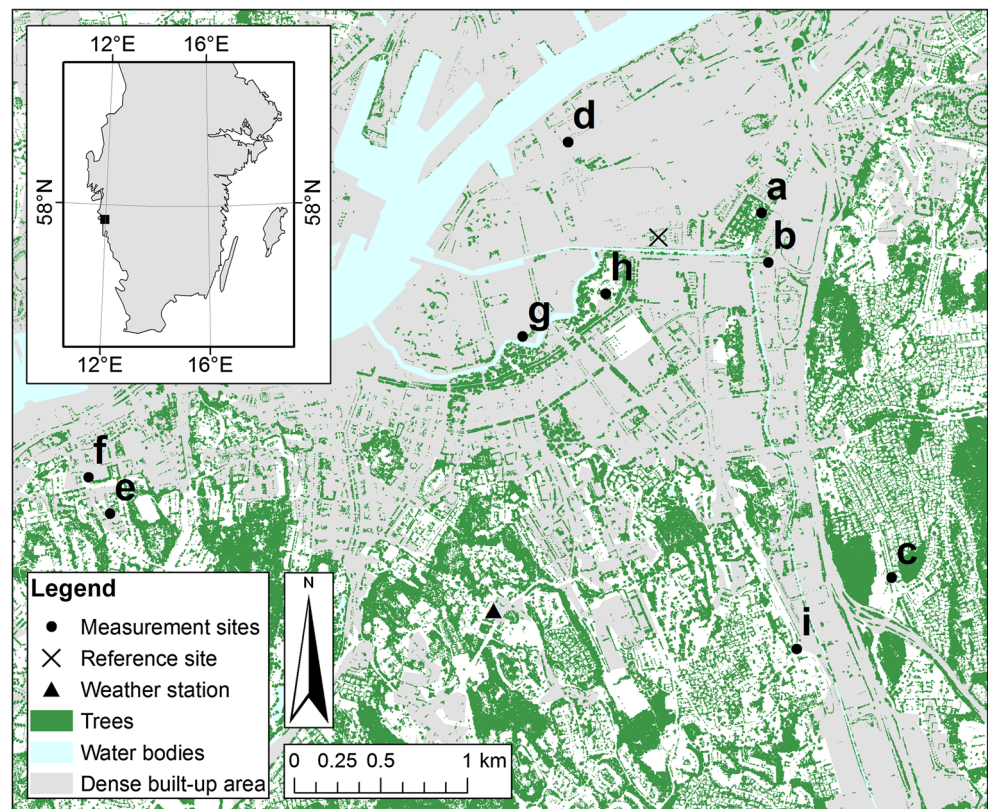 12°E 16°E
58°N 58°N
12°E 16°E
d
a
b
h
g
f
e
c
i
Legend
Measurement sites
Reference site
Weather station
Trees
Water bodies
Dense built-up area
N
0 0.25 0.5 1 km